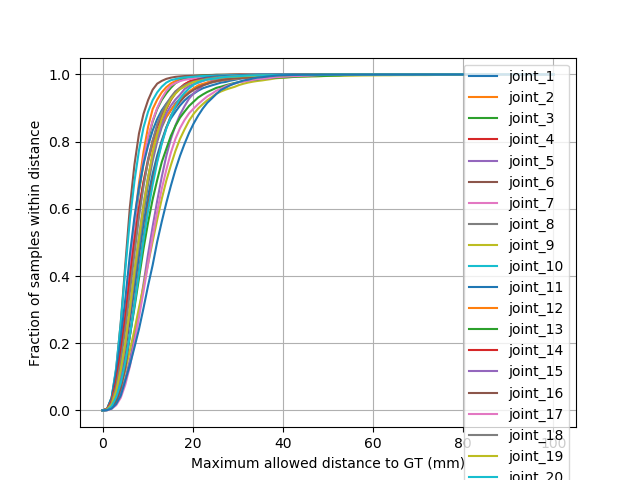 1.0
0.8
0.6
0.4
0.2
0.0
Fraction of samples within distance
0
20
40
60
80
100
Maximum allowed distance to GT (mm)
joint_1
joint_2
joint_3
joint_4
joint_5
joint_6
joint_7
joint_8
joint_9
joint_10
joint_11
joint_12
joint_13
joint_14
joint_15
joint_16
joint_17
joint_18
joint_19
joint_20